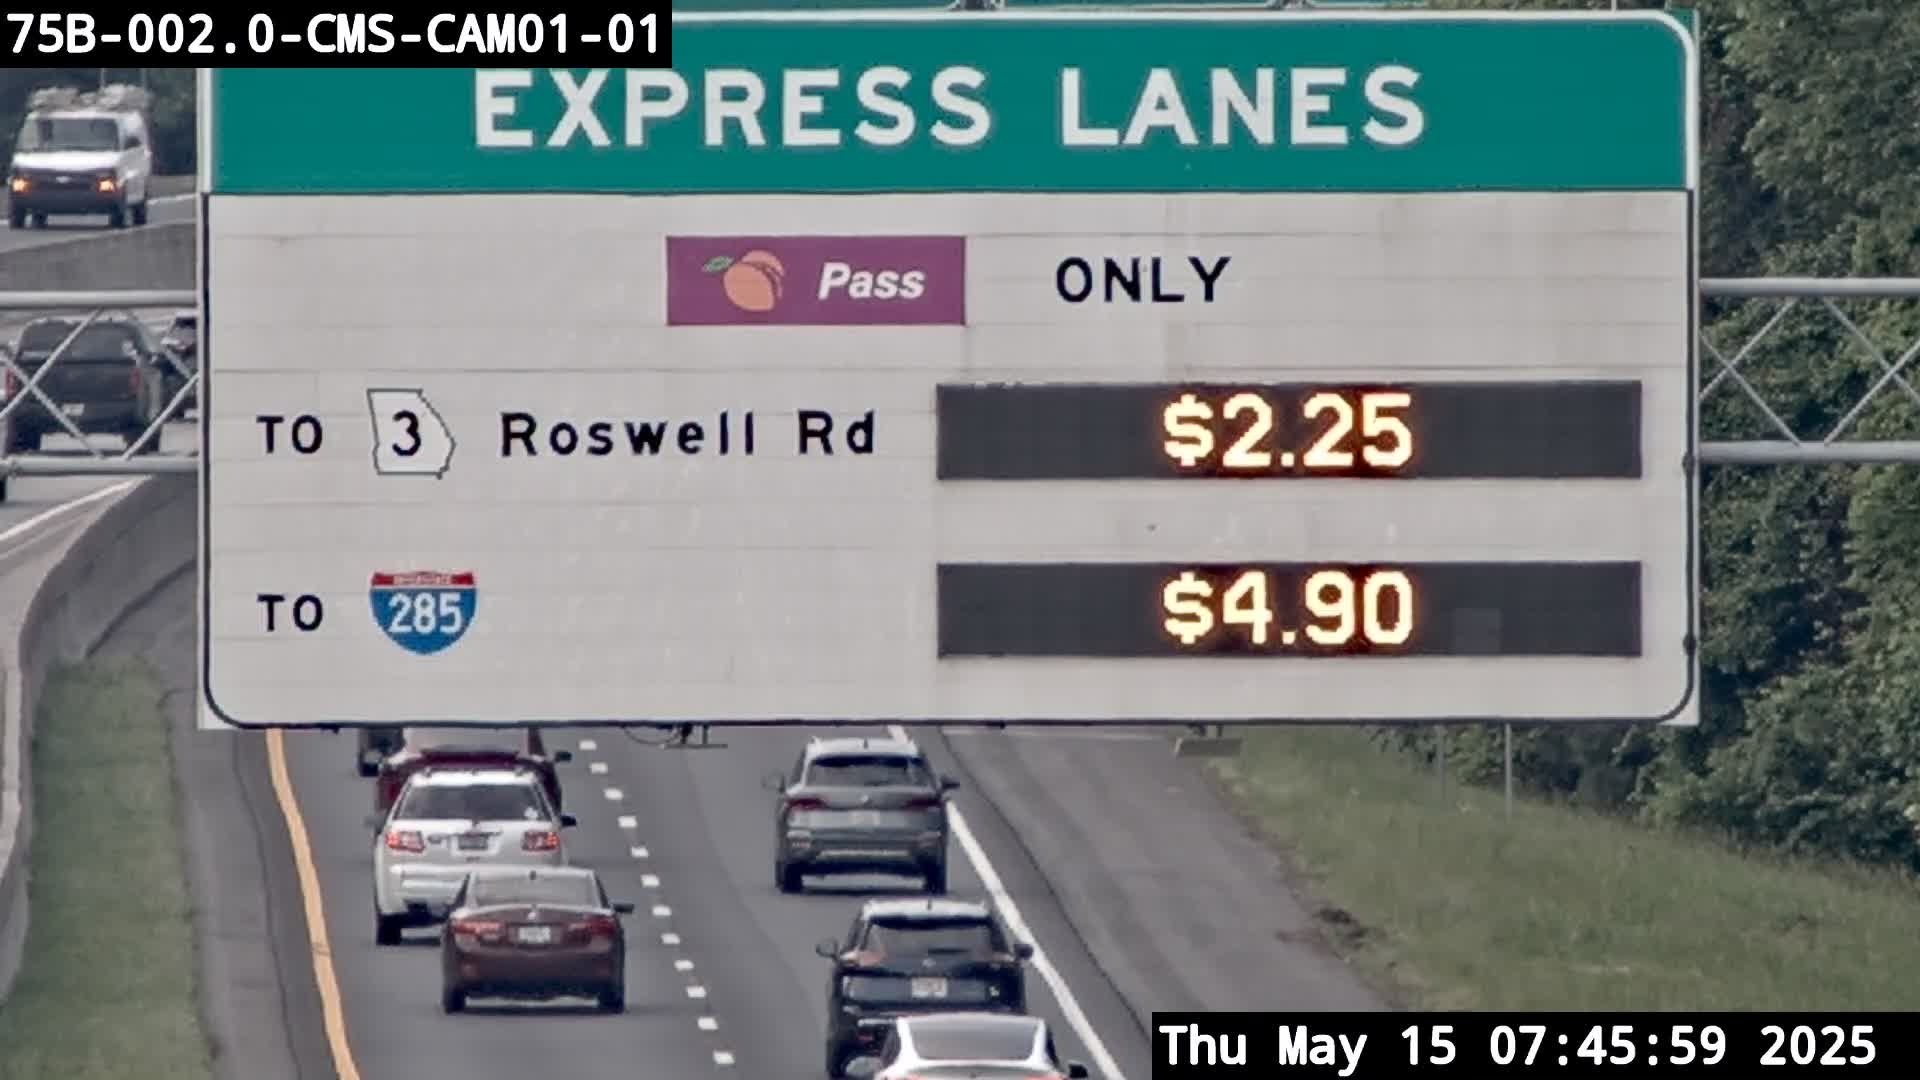 75B-002.0-CMS-CAM01-01
EXPRESS LANES
Pass ONLY
TO 3 Roswell Rd $2.25
INTERSTATE
TO 285 $4.90
Thu May 15 07:45:59 2025